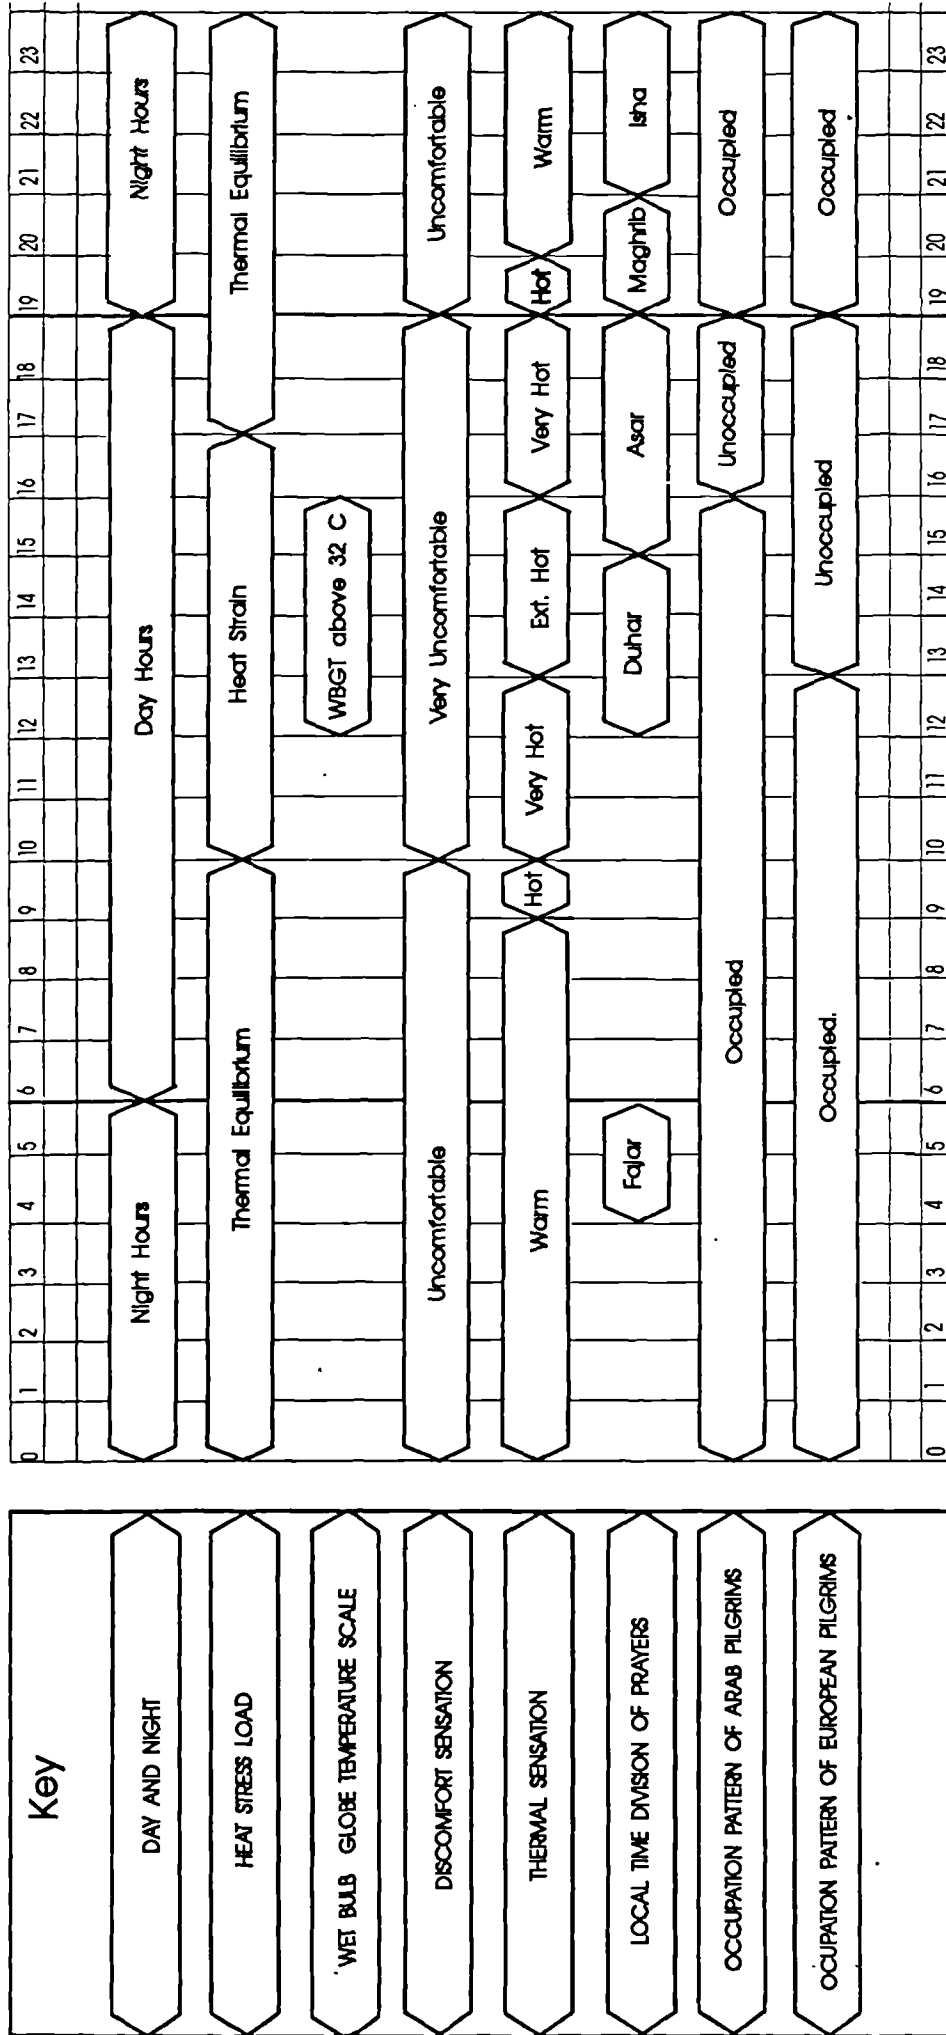 Key
DAY AND NIGHT
HEAT STRESS LOAD
WET BULB GLOBE TEMPERATURE SCALE
DISCOMFORT SENSATION
THERMAL SENSATION
LOCAL TIME DIVISION OF PRAYERS
OCCUPATION PATTERN OF ARAB PILGRIMS
OCUPATION PATTERN OF EUROPEAN PILGRIMS
0 1 2 3 4 5 6 7 8 9 10 11 12 13 14 15 16 17 18 19 20 21 22 23
Night Hours Day Hours Night Hours
Thermal Equilibrium Heat Strain Thermal Equilibrium
WBGT above 32 C
Uncomfortable Very Uncomfortable Uncomfortable
Warm Hot Very Hot Ext. Hot Very Hot Hot Warm
Fajar Duhar Asar Maghrib Isha
Occupied Unoccupied Occupied
Occupied. Unoccupied Occupied
0 1 2 3 4 5 6 7 8 9 10 11 12 13 14 15 16 17 18 19 20 21 22 23